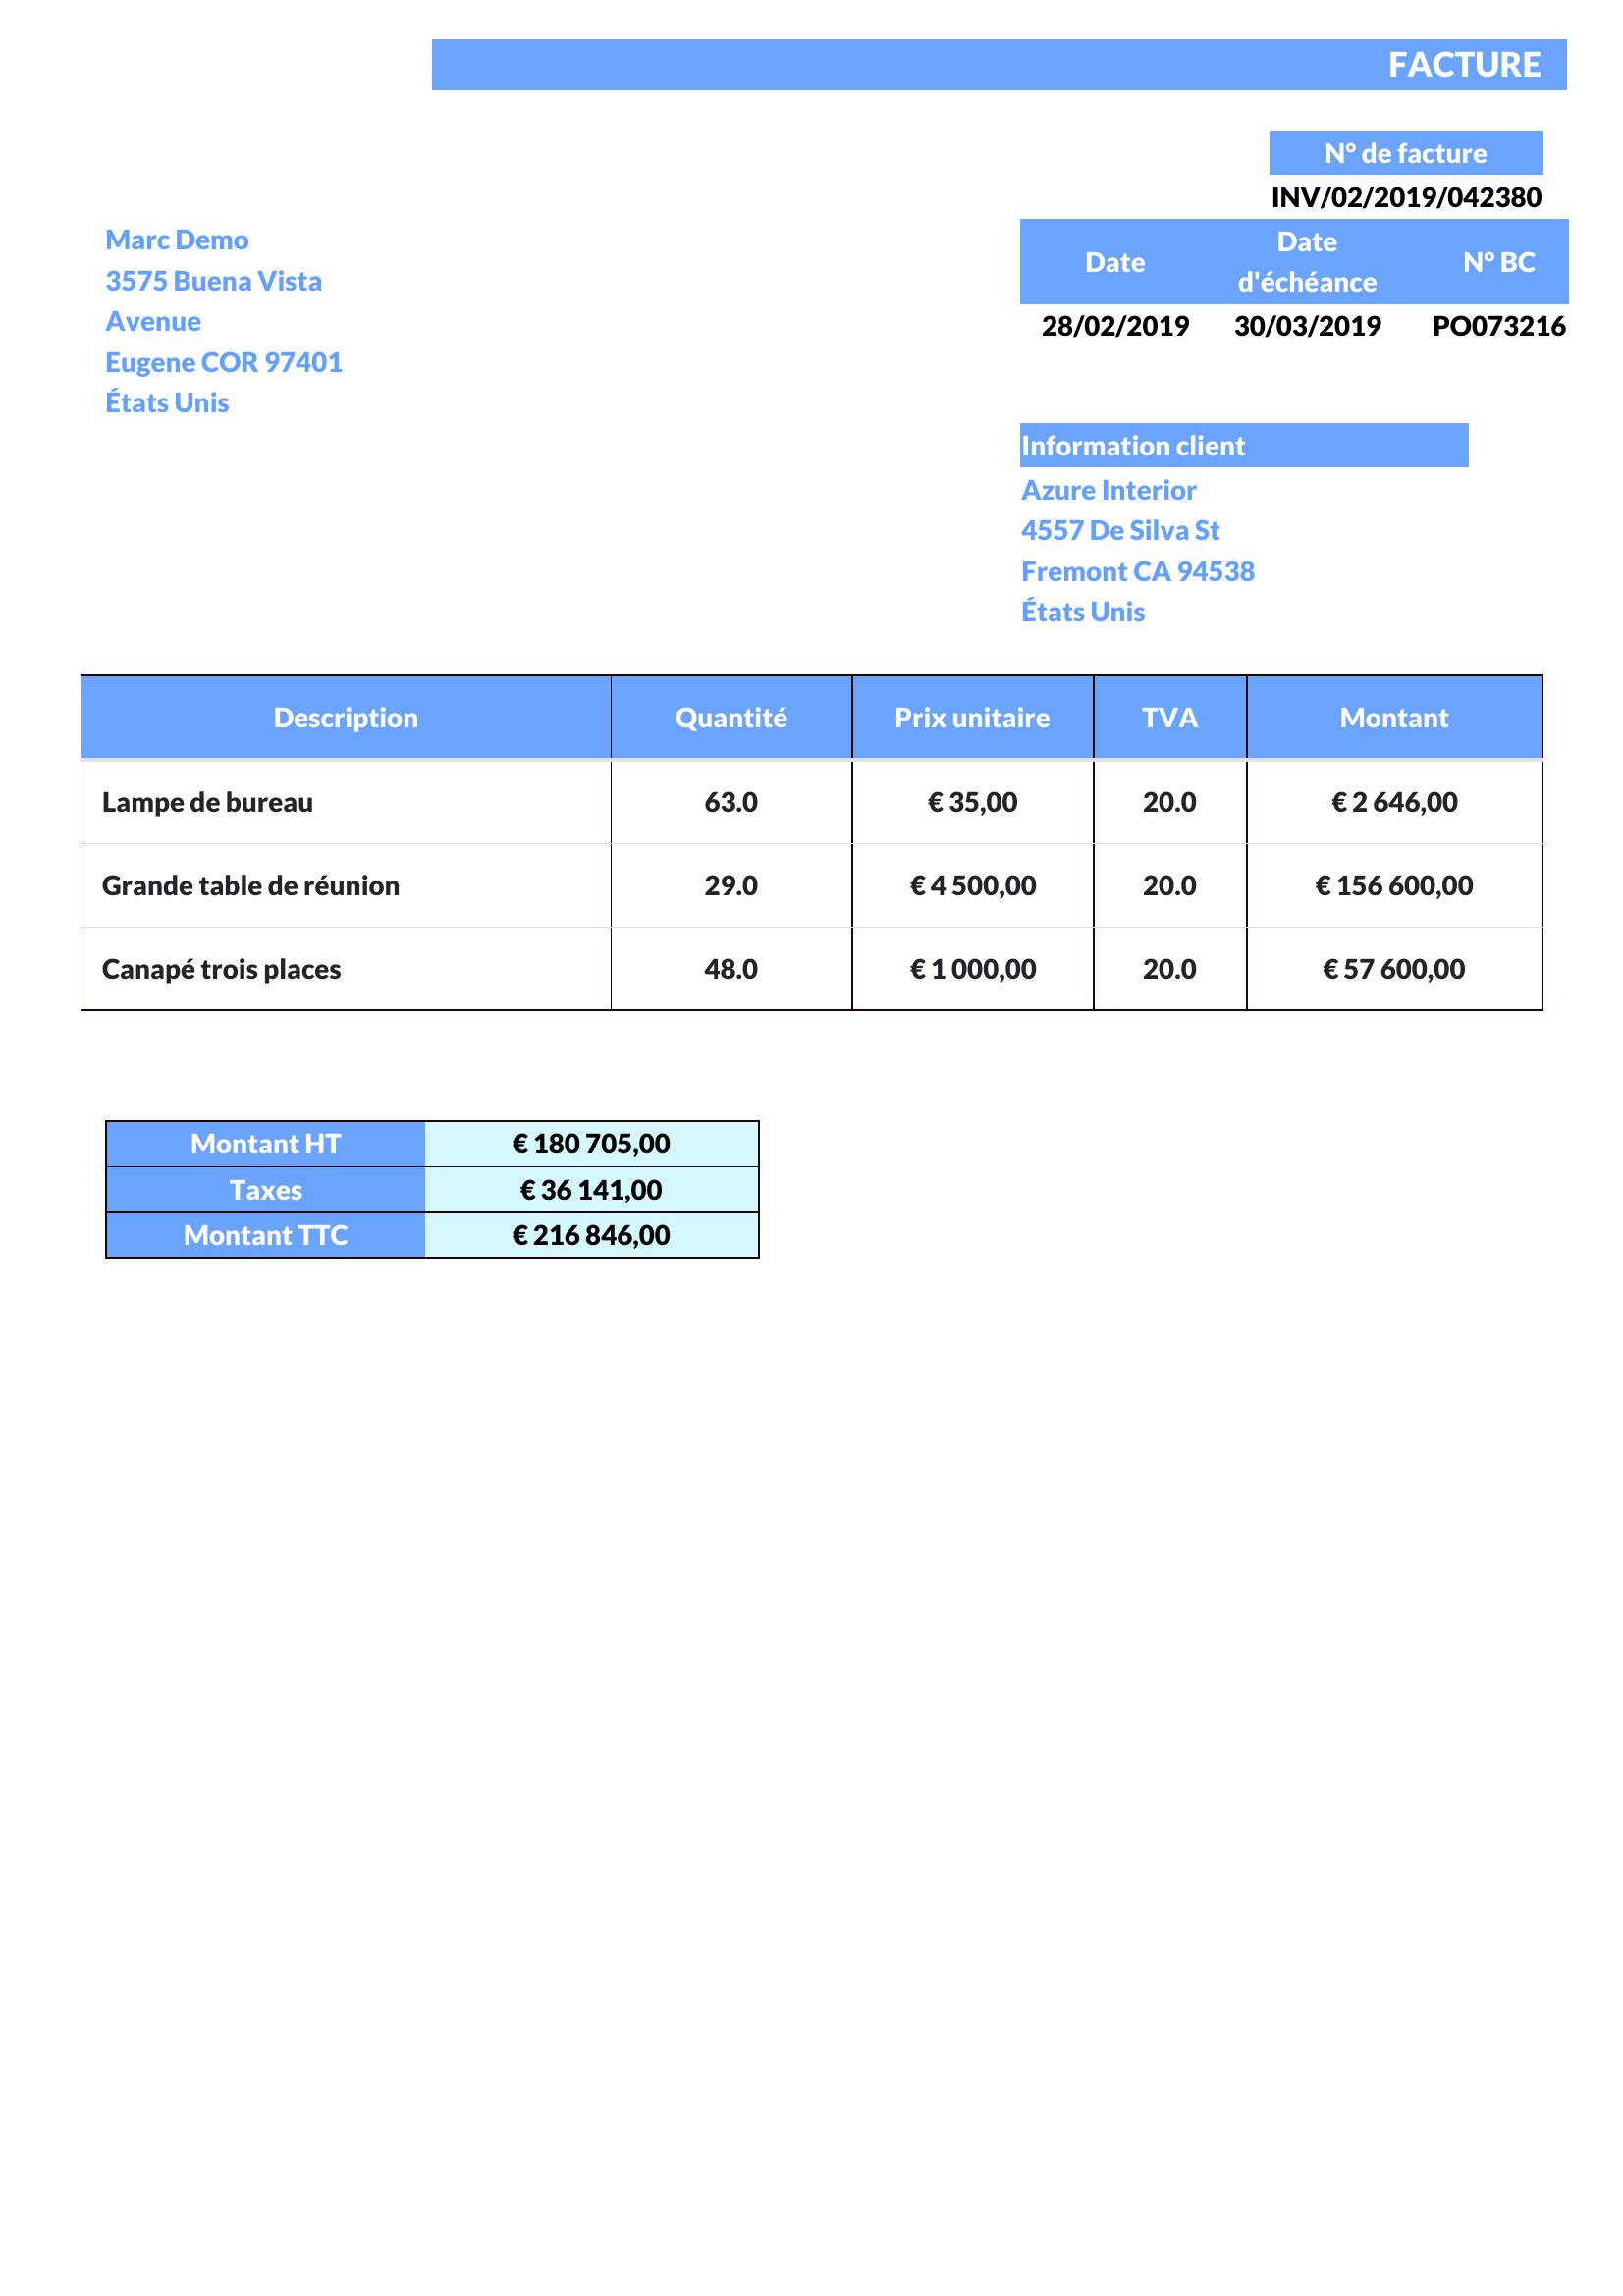 FACTURE
N° de facture
INV/02/2019/042380
Marc Demo
3575 Buena Vista
Avenue
Eugene COR 97401
États Unis
Date Date d'échéance N° BC
28/02/2019 30/03/2019 PO073216
Information client
Azure Interior
4557 De Silva St
Fremont CA 94538
États Unis
Description Quantité Prix unitaire TVA Montant
Lampe de bureau 63.0 € 35,00 20.0 € 2 646,00
Grande table de réunion 29.0 € 4 500,00 20.0 € 156 600,00
Canapé trois places 48.0 € 1 000,00 20.0 € 57 600,00
Montant HT € 180 705,00
Taxes € 36 141,00
Montant TTC € 216 846,00